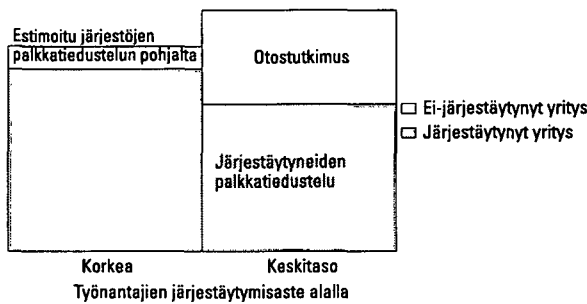 Estimoitu järjestöjen
palkkatiedustelun pohjalta
Otostutkimus
Ei-järjestäytynyt yritys
Järjestäytynyt yritys
Järjestäytyneiden
palkkatiedustelu
Korkea
Keskitaso
Työnantajien järjestäytymisaste alalla